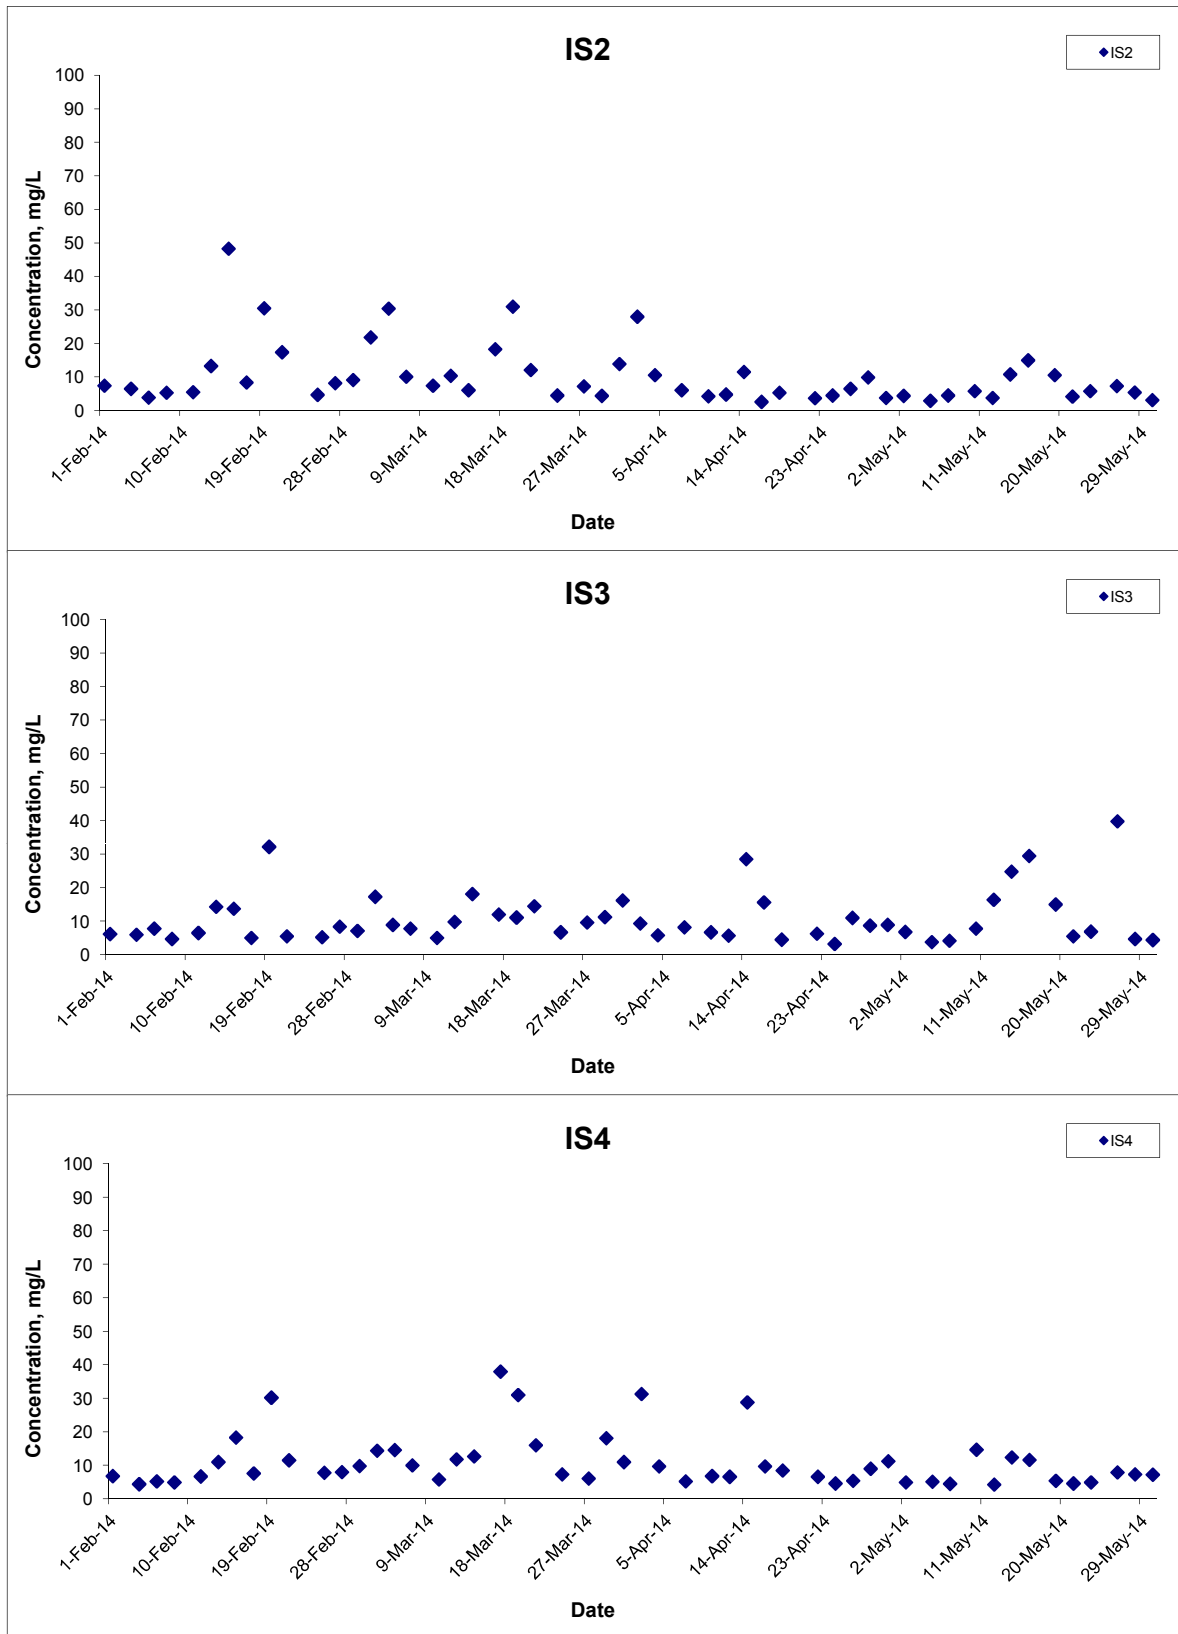 IS2
IS2
100
90
80
70
60
50
40
30
20
10
0
Concentration, mg/L
1-Feb-14
10-Feb-14
19-Feb-14
28-Feb-14
9-Mar-14
18-Mar-14
27-Mar-14
5-Apr-14
14-Apr-14
23-Apr-14
2-May-14
11-May-14
20-May-14
29-May-14
Date
IS3
IS3
100
90
80
70
60
50
40
30
20
10
0
Concentration, mg/L
1-Feb-14
10-Feb-14
19-Feb-14
28-Feb-14
9-Mar-14
18-Mar-14
27-Mar-14
5-Apr-14
14-Apr-14
23-Apr-14
2-May-14
11-May-14
20-May-14
29-May-14
Date
IS4
IS4
100
90
80
70
60
50
40
30
20
10
0
Concentration, mg/L
1-Feb-14
10-Feb-14
19-Feb-14
28-Feb-14
9-Mar-14
18-Mar-14
27-Mar-14
5-Apr-14
14-Apr-14
23-Apr-14
2-May-14
11-May-14
20-May-14
29-May-14
Date